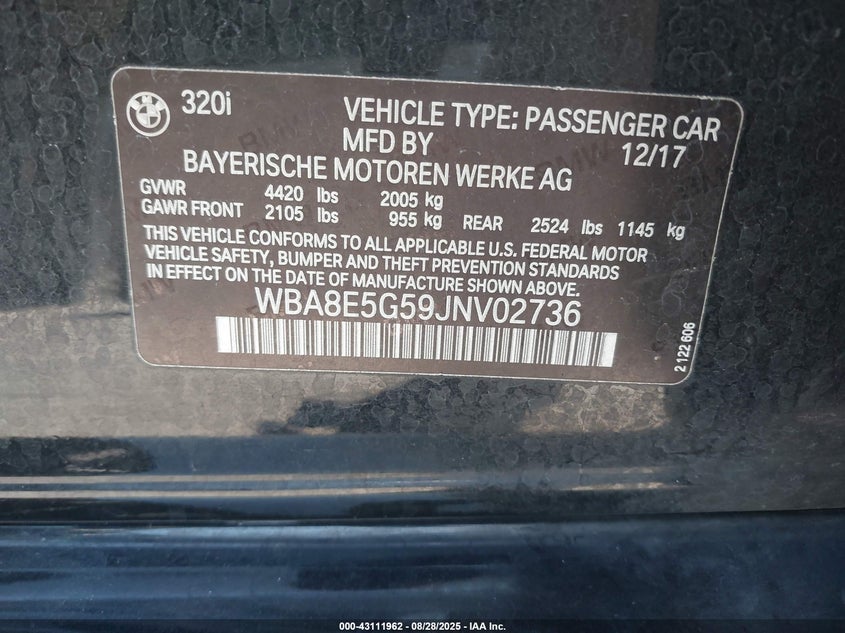 320i
VEHICLE TYPE: PASSENGER CAR
MFD BY 12/17
BAYERISCHE MOTOREN WERKE AG
GVWR 4420 lbs 2005 kg
GAWR FRONT 2105 lbs 955 kg REAR 2524 lbs 1145 kg
THIS VEHICLE CONFORMS TO ALL APPLICABLE U.S. FEDERAL MOTOR
VEHICLE SAFETY, BUMPER AND THEFT PREVENTION STANDARDS
IN EFFECT ON THE DATE OF MANUFACTURE SHOWN ABOVE.
WBA8E5G59JNV02736
2 122 606
000-43111962 | 08/28/2025 | IAA Inc.